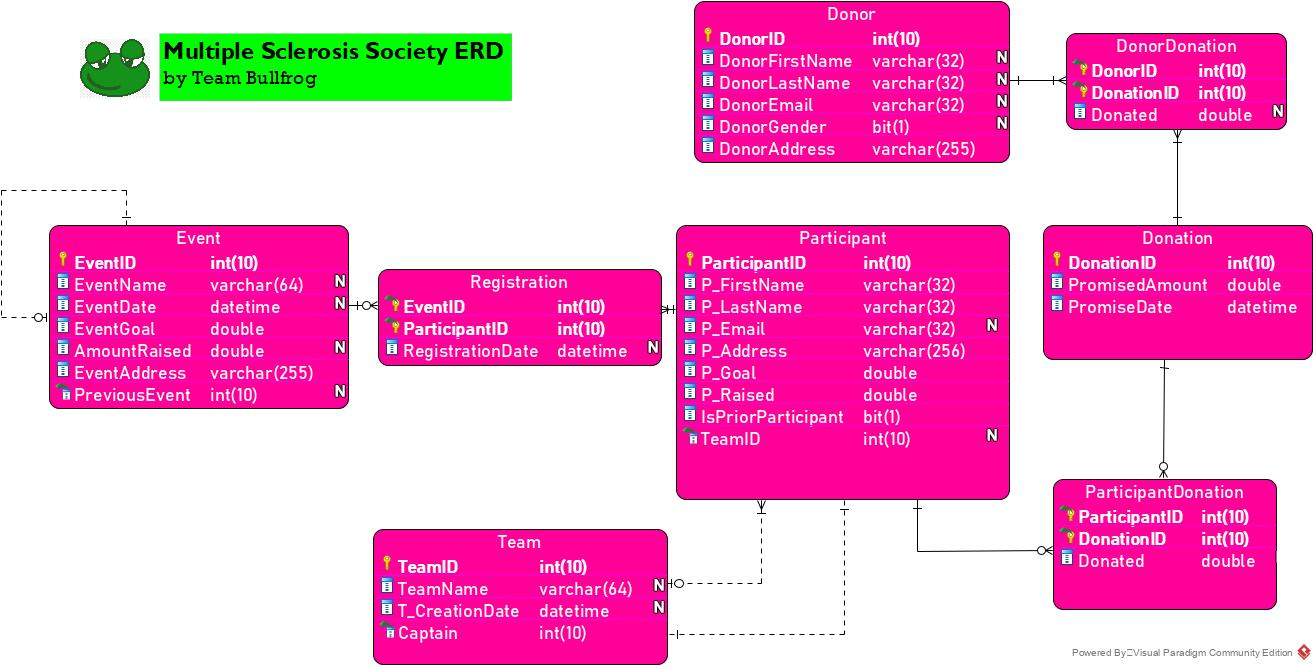 Multiple Sclerosis Society ERD
by Team Bullfrog
Donor
DonorID int(10)
DonorFirstName varchar(32) N
DonorLastName varchar(32) N
DonorEmail varchar(32) N
DonorGender bit(1) N
DonorAddress varchar(255)
DonorDonation
DonorID int(10)
DonationID int(10)
Donated double N
Event
EventID int(10)
EventName varchar(64) N
EventDate datetime N
EventGoal double
AmountRaised double N
EventAddress varchar(255)
PreviousEvent int(10) N
Registration
EventID int(10)
ParticipantID int(10)
RegistrationDate datetime N
Participant
ParticipantID int(10)
P_FirstName varchar(32)
P_LastName varchar(32)
P_Email varchar(32) N
P_Address varchar(256)
P_Goal double
P_Raised double
IsPriorParticipant bit(1)
TeamID int(10) N
Donation
DonationID int(10)
PromisedAmount double
PromiseDate datetime
Team
TeamID int(10)
TeamName varchar(64) N
T_CreationDate datetime N
Captain int(10)
ParticipantDonation
ParticipantID int(10)
DonationID int(10)
Donated double
Powered By Visual Paradigm Community Edition